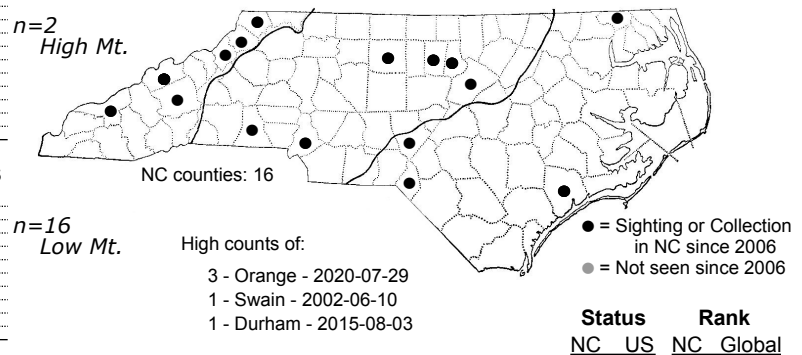 n=2
High Mt.
NC counties: 16
n=16
Low Mt.
High counts of:
3 - Orange - 2020-07-29
1 - Swain - 2002-06-10
1 - Durham - 2015-08-03
= Sighting or Collection
in NC since 2006
= Not seen since 2006
Status Rank
NC US NC Global